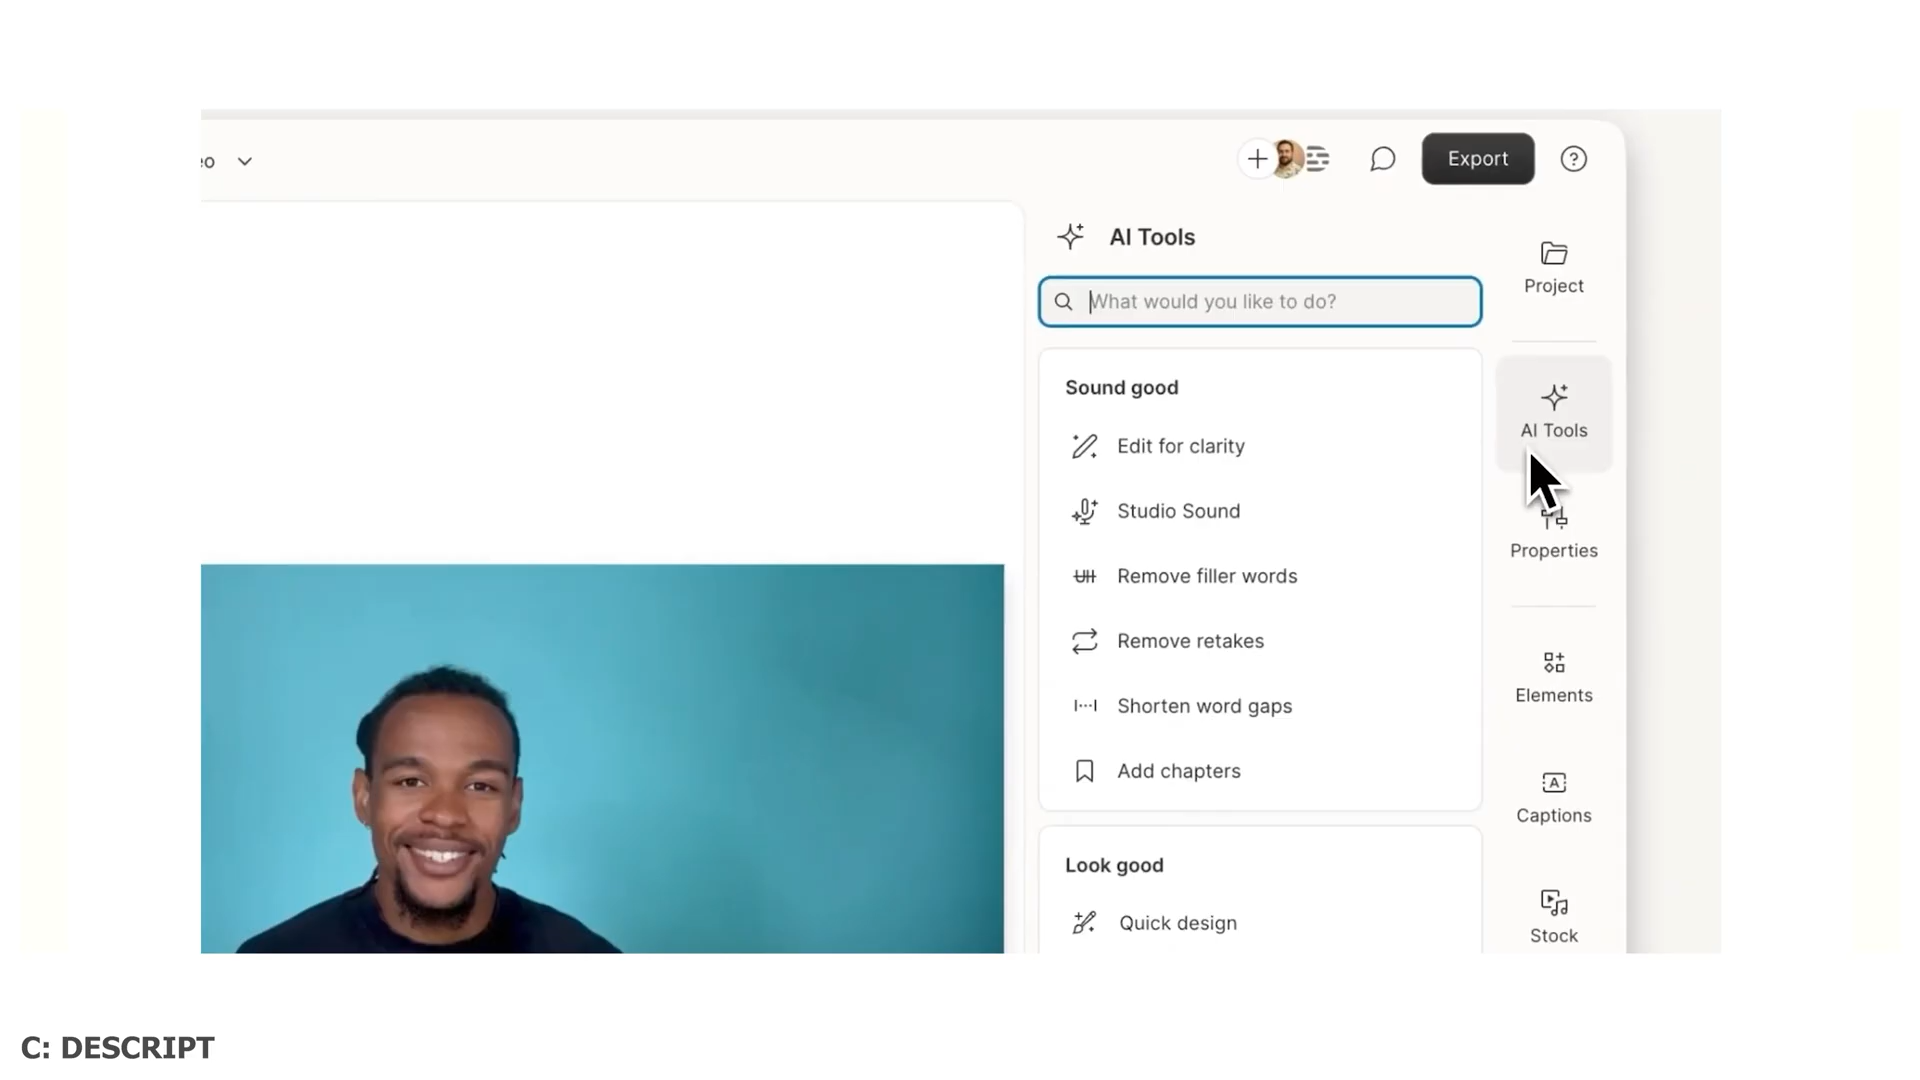 eo
Export
AI Tools
What would you like to do?
Sound good
Edit for clarity
Studio Sound
UH
Remove filler words
Remove retakes
Shorten word gaps
Add chapters
Look good
Quick design
Project
AI Tools
Properties
Elements
A
Captions
Stock
C: DESCRIPT